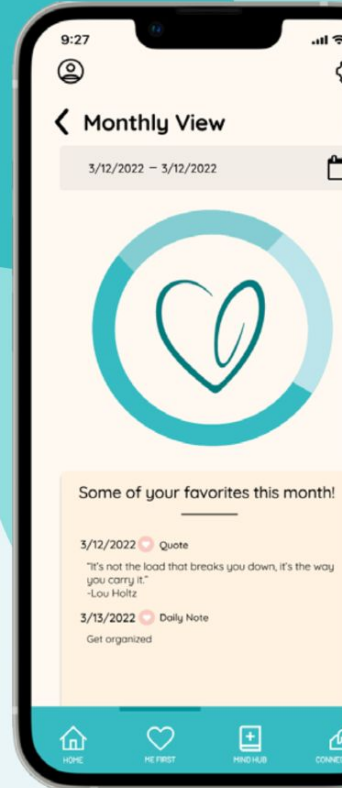 9:27
Monthly View
3/12/2022 – 3/12/2022
Some of your favorites this month!
3/12/2022 Quote
"It's not the load that breaks you down, it's the way
you carry it."
-Lou Holtz
3/13/2022 Daily Note
Get organized
HOME ME FIRST MIND HUB